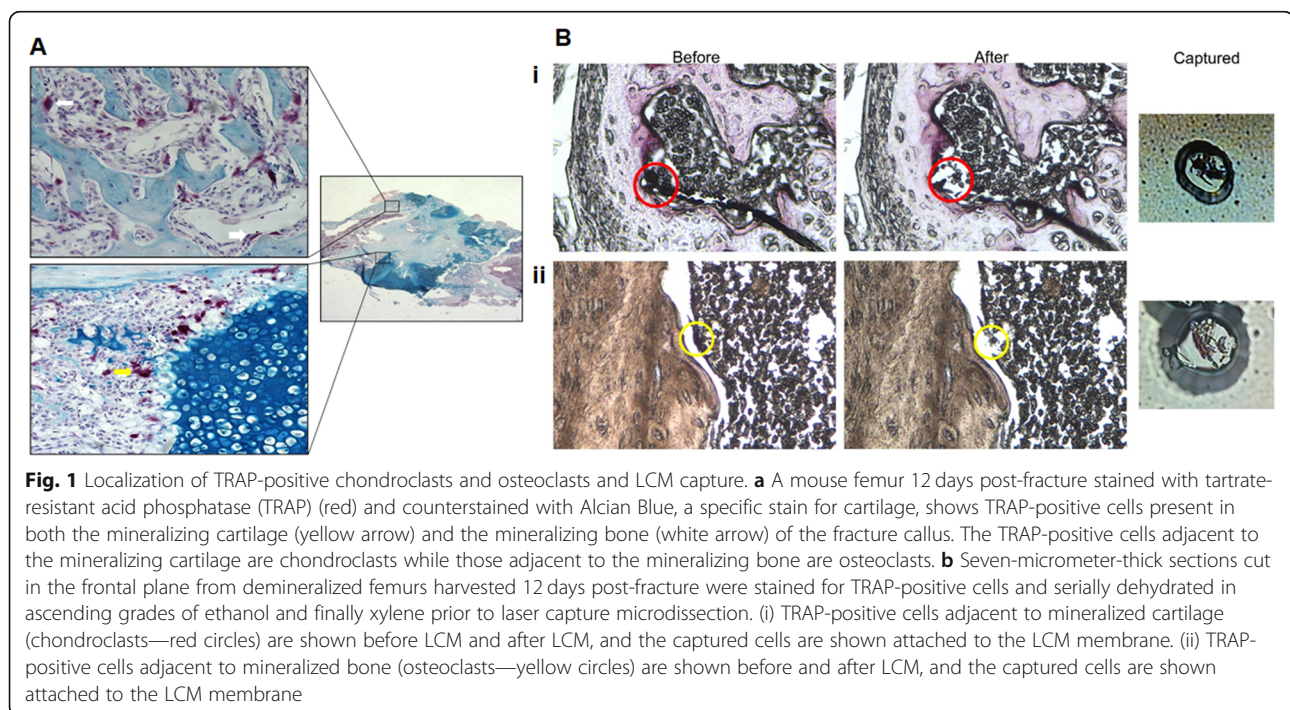 A
B
Before
After
Captured
i
ii
Fig. 1 Localization of TRAP-positive chondroclasts and osteoclasts and LCM capture. a A mouse femur 12 days post-fracture stained with tartrate-
resistant acid phosphatase (TRAP) (red) and counterstained with Alcian Blue, a specific stain for cartilage, shows TRAP-positive cells present in
both the mineralizing cartilage (yellow arrow) and the mineralizing bone (white arrow) of the fracture callus. The TRAP-positive cells adjacent to
the mineralizing cartilage are chondroclasts while those adjacent to the mineralizing bone are osteoclasts. b Seven-micrometer-thick sections cut
in the frontal plane from demineralized femurs harvested 12 days post-fracture were stained for TRAP-positive cells and serially dehydrated in
ascending grades of ethanol and finally xylene prior to laser capture microdissection. (i) TRAP-positive cells adjacent to mineralized cartilage
(chondroclasts—red circles) are shown before LCM and after LCM, and the captured cells are shown attached to the LCM membrane. (ii) TRAP-
positive cells adjacent to mineralized bone (osteoclasts—yellow circles) are shown before and after LCM, and the captured cells are shown
attached to the LCM membrane